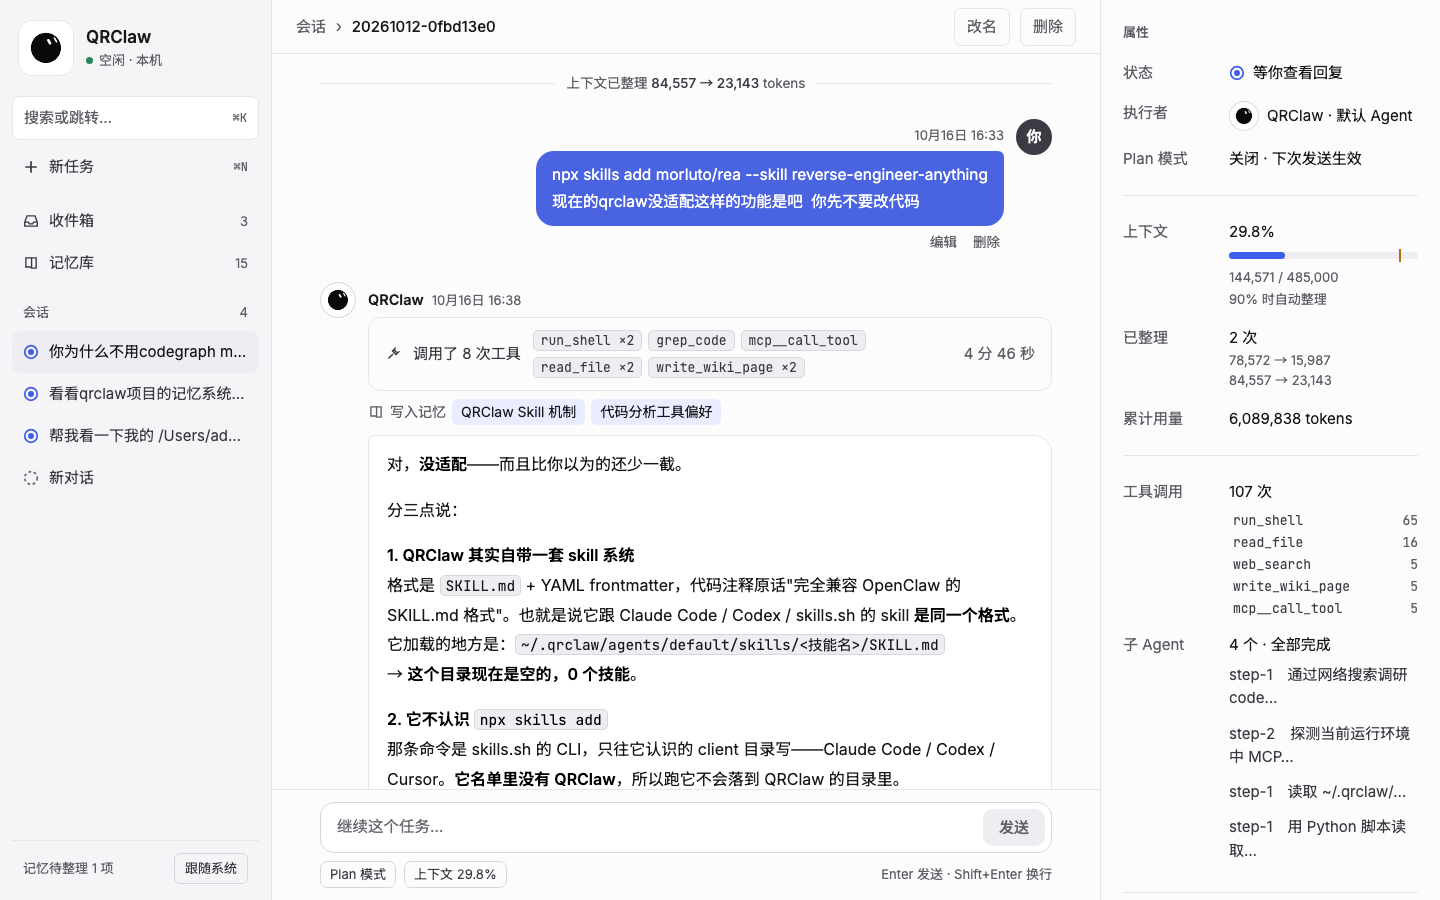 QRClaw
空闲 · 本机
搜索或跳转... ⌘K
新任务 ⌘N
收件箱 3
记忆库 15
会话 4
你为什么不用codegraph m...
看看qrclaw项目的记忆系统...
帮我看一下我的 /Users/ad...
新对话
记忆待整理 1 项
跟随系统
会话 › 20261012-0fbd13e0
改名
删除
上下文已整理 84,557 → 23,143 tokens
10月16日 16:33
你
npx skills add morluto/rea --skill reverse-engineer-anything
现在的qrclaw没适配这样的功能是吧  你先不要改代码
编辑 删除
QRClaw 10月16日 16:38
调用了 8 次工具
run_shell ×2 grep_code mcp__call_tool
read_file ×2 write_wiki_page ×2
4 分 46 秒
写入记忆 QRClaw Skill 机制 代码分析工具偏好
对，没适配——而且比你以为的还少一截。
分三点说：
1. QRClaw 其实自带一套 skill 系统
格式是 SKILL.md + YAML frontmatter，代码注释原话"完全兼容 OpenClaw 的
SKILL.md 格式"。也就是说它跟 Claude Code / Codex / skills.sh 的 skill 是同一个格式。
它加载的地方是：~/.qrclaw/agents/default/skills/<技能名>/SKILL.md
→ 这个目录现在是空的，0 个技能。
2. 它不认识 npx skills add
那条命令是 skills.sh 的 CLI，只往它认识的 client 目录写——Claude Code / Codex /
Cursor。它名单里没有 QRClaw，所以跑它不会落到 QRClaw 的目录里。
继续这个任务...
发送
Plan 模式
上下文 29.8%
Enter 发送 · Shift+Enter 换行
属性
状态 等你查看回复
执行者 QRClaw · 默认 Agent
Plan 模式 关闭 · 下次发送生效
上下文 29.8%
144,571 / 485,000
90% 时自动整理
已整理 2 次
78,572 → 15,987
84,557 → 23,143
累计用量 6,089,838 tokens
工具调用 107 次
run_shell 65
read_file 16
web_search 5
write_wiki_page 5
mcp__call_tool 5
子 Agent 4 个 · 全部完成
step-1 通过网络搜索调研
code...
step-2 探测当前运行环境
中 MCP...
step-1 读取 ~/.qrclaw/...
step-1 用 Python 脚本读
取...